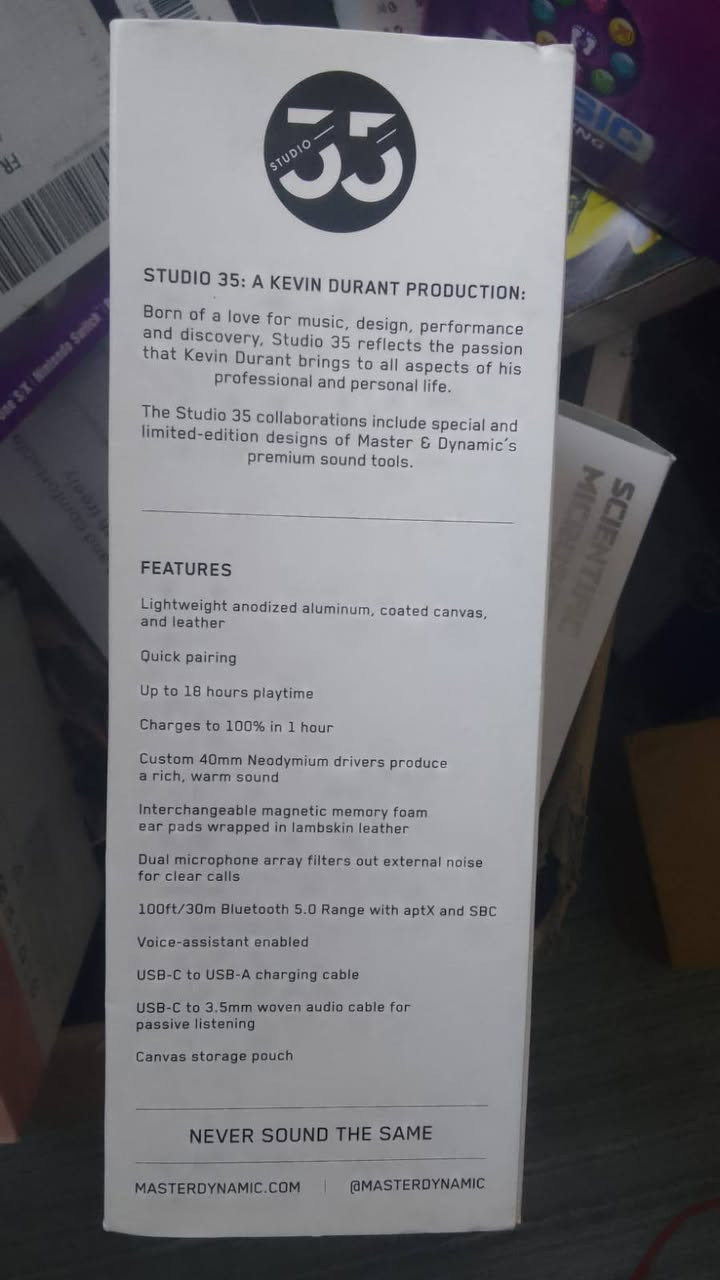 STUDIO 35
STUDIO 35: A KEVIN DURANT PRODUCTION:
Born of a love for music, design, performance
and discovery, Studio 35 reflects the passion
that Kevin Durant brings to all aspects of his
professional and personal life.
The Studio 35 collaborations include special and
limited-edition designs of Master & Dynamic's
premium sound tools.
FEATURES
Lightweight anodized aluminum, coated canvas,
and leather
Quick pairing
Up to 18 hours playtime
Charges to 100% in 1 hour
Custom 40mm Neodymium drivers produce
a rich, warm sound
Interchangeable magnetic memory foam
ear pads wrapped in lambskin leather
Dual microphone array filters out external noise
for clear calls
100ft/30m Bluetooth 5.0 Range with aptX and SBC
Voice-assistant enabled
USB-C to USB-A charging cable
USB-C to 3.5mm woven audio cable for
passive listening
Canvas storage pouch
NEVER SOUND THE SAME
MASTERDYNAMIC.COM | @MASTERDYNAMIC
FR
Nintendo Switch
SCIENTIFIC